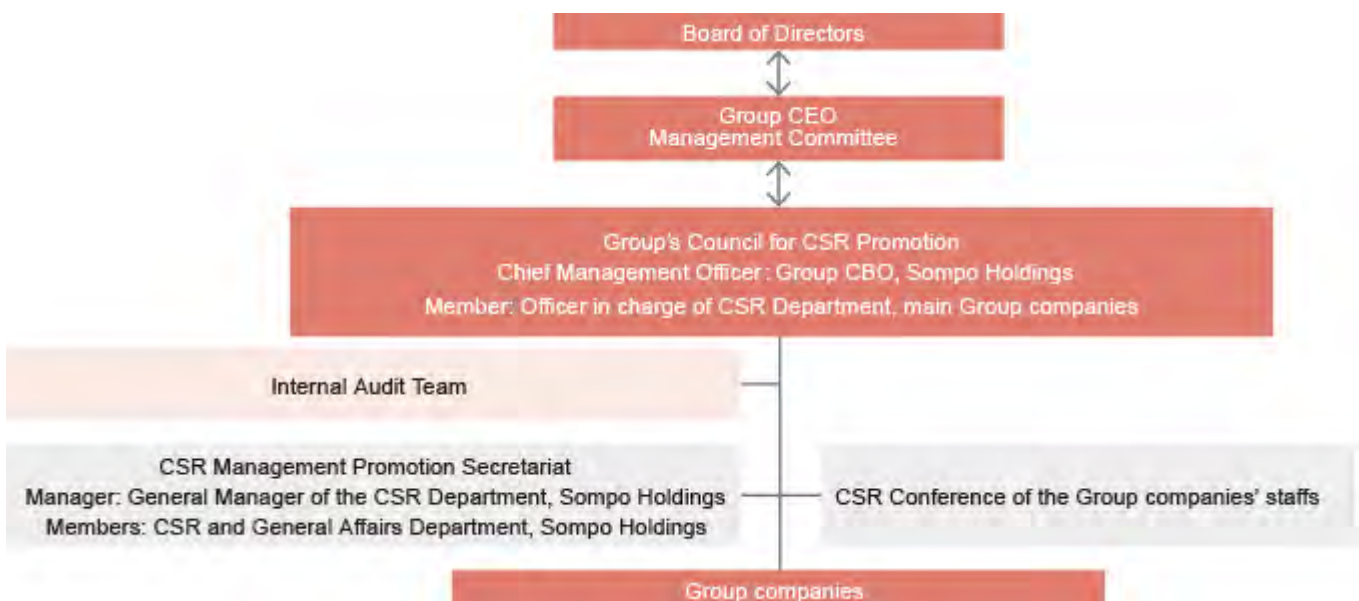 Board of Directors
Group CEO
Management Committee
Group's Council for CSR Promotion
Chief Management Officer : Group CBO, Sompo Holdings
Member: Officer in charge of CSR Department, main Group companies
Internal Audit Team
CSR Management Promotion Secretariat
Manager: General Manager of the CSR Department, Sompo Holdings
Members: CSR and General Affairs Department, Sompo Holdings
CSR Conference of the Group companies' staffs
Group companies